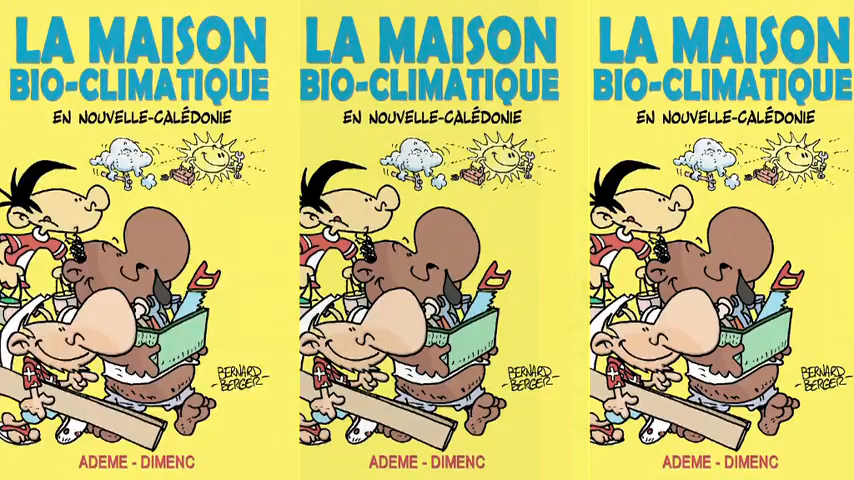 LA MAISON
BIO-CLIMATIQUE
EN NOUVELLE-CALÉDONIE
BERNARD-
-BERGER-
ADEME - DIMENC
LA MAISON
BIO-CLIMATIQUE
EN NOUVELLE-CALÉDONIE
BERNARD-
-BERGER-
ADEME - DIMENC
LA MAISON
BIO-CLIMATIQUE
EN NOUVELLE-CALÉDONIE
BERNARD-
-BERGER-
ADEME - DIMENC